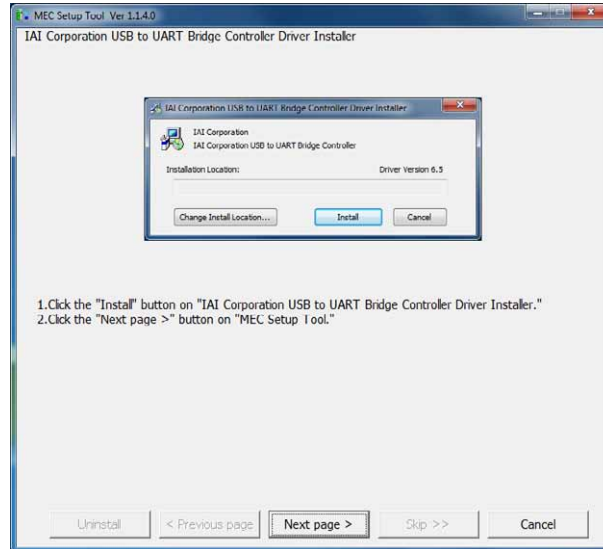 MEC Setup Tool Ver 1.1.4.0
IAI Corporation USB to UART Bridge Controller Driver Installer
IAI Corporation USB to UART Bridge Controller Driver Installer
IAI Corporation
IAI Corporation USB to UART Bridge Controller
Installation Location: Driver Version 6.5
Change Install Location... Install Cancel
1.Click the "Install" button on "IAI Corporation USB to UART Bridge Controller Driver Installer."
2.Click the "Next page >" button on "MEC Setup Tool."
Uninstall < Previous page Next page > Skip >> Cancel